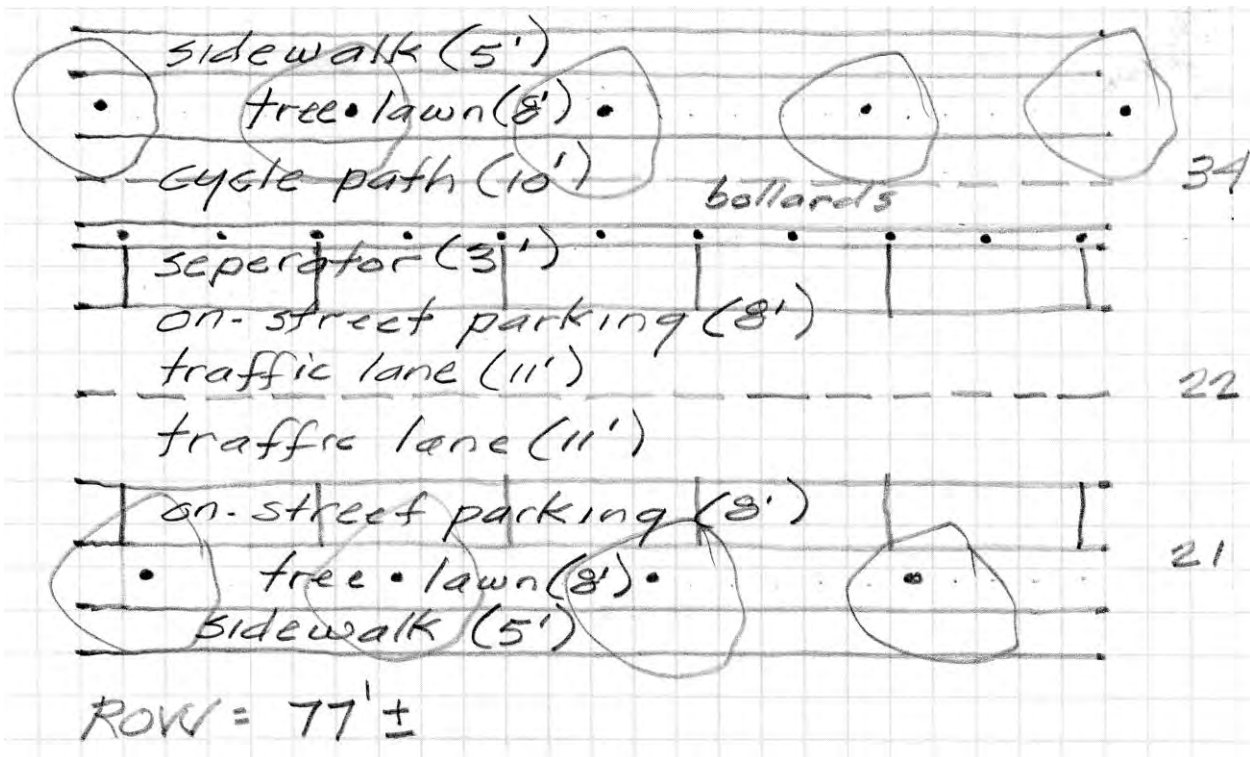 sidewalk (5')
tree lawn (8')
cycle path (10')
34
bollards
seperator (3')
on-street parking (8')
traffic lane (11')
22
traffic lane (11')
on-street parking (8')
tree lawn (8')
21
sidewalk (5')
ROW = 77' ±